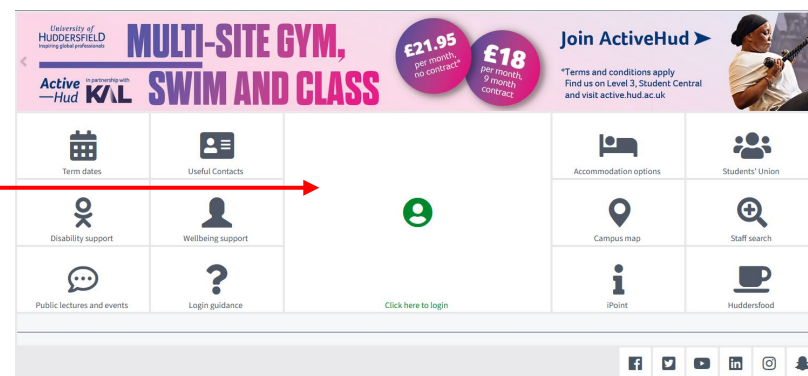 University of
HUDDERSFIELD
Inspiring global professionals
Active
—Hud
in partnership with
KAL
MULTI-SITE GYM,
SWIM AND CLASS
£21.95
per month,
no contract*
£18
per month,
9 month
contract
Join ActiveHud ➤
*Terms and conditions apply
Find us on Level 3, Student Central
and visit active.hud.ac.uk
Term dates
Useful Contacts
Accommodation options
Students' Union
Disability support
Wellbeing support
Campus map
Staff search
Public lectures and events
Login guidance
Click here to login
iPoint
Huddersfood